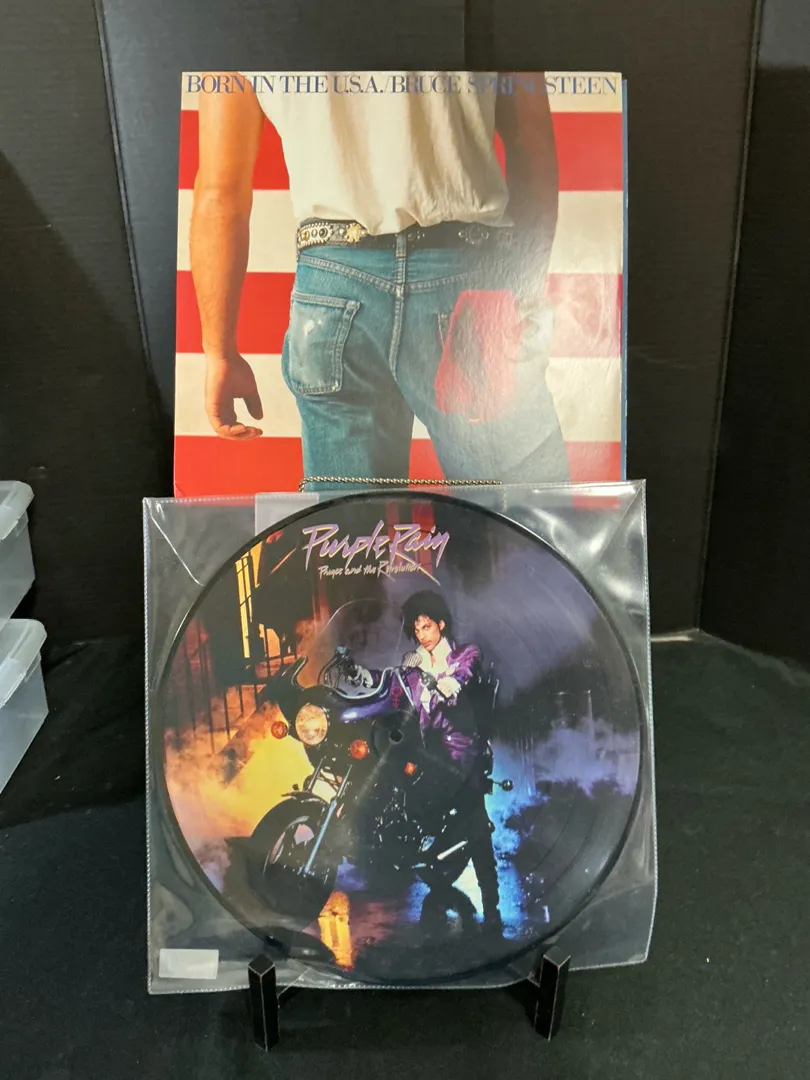 BORN IN THE U.S.A./BRUCE SPRINGSTEEN
Purple Rain
Prince and the Revolution